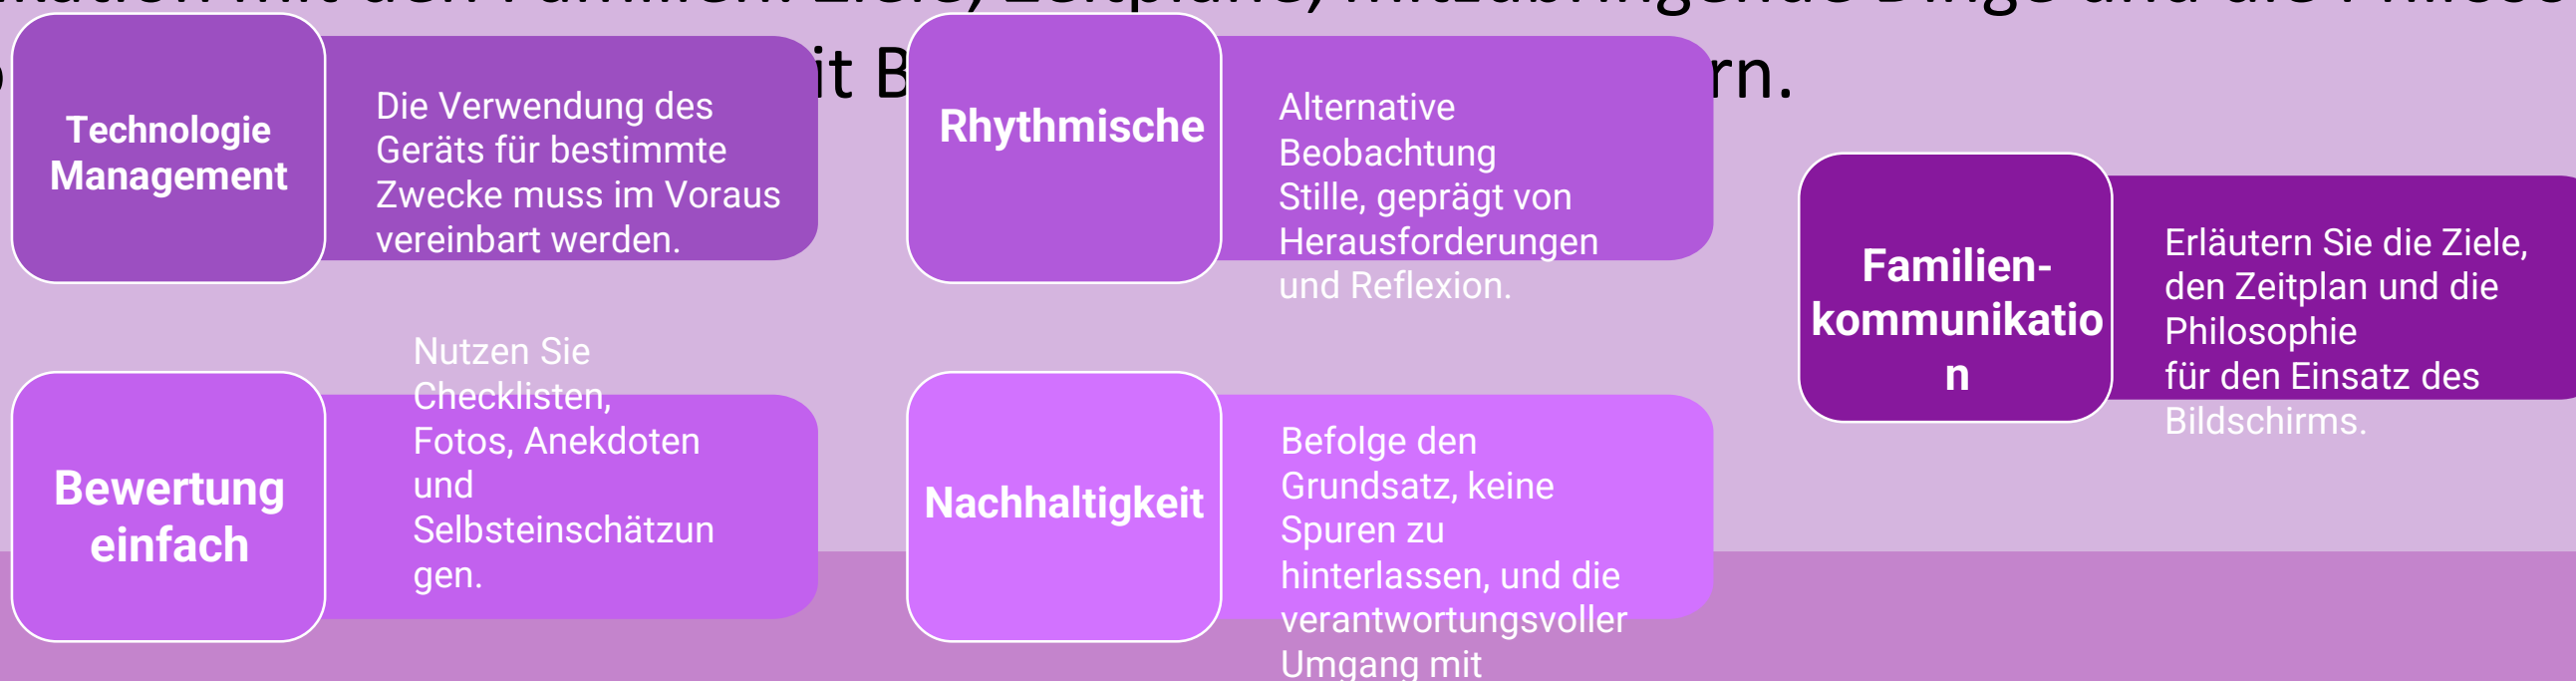 Technologie
Management
Die Verwendung des
Geräts für bestimmte
Zwecke muss im Voraus
vereinbart werden.
Rhythmische
Alternative
Beobachtung
Stille, geprägt von
Herausforderungen
und Reflexion.
Familien-
kommunikatio
n
Erläutern Sie die Ziele,
den Zeitplan und die
Philosophie
für den Einsatz des
Bildschirms.
Bewertung
einfach
Nutzen Sie
Checklisten,
Fotos, Anekdoten
und
Selbsteinschätzun
gen.
Nachhaltigkeit
Befolge den
Grundsatz, keine
Spuren zu
hinterlassen, und die
verantwortungsvoller
Umgang mit